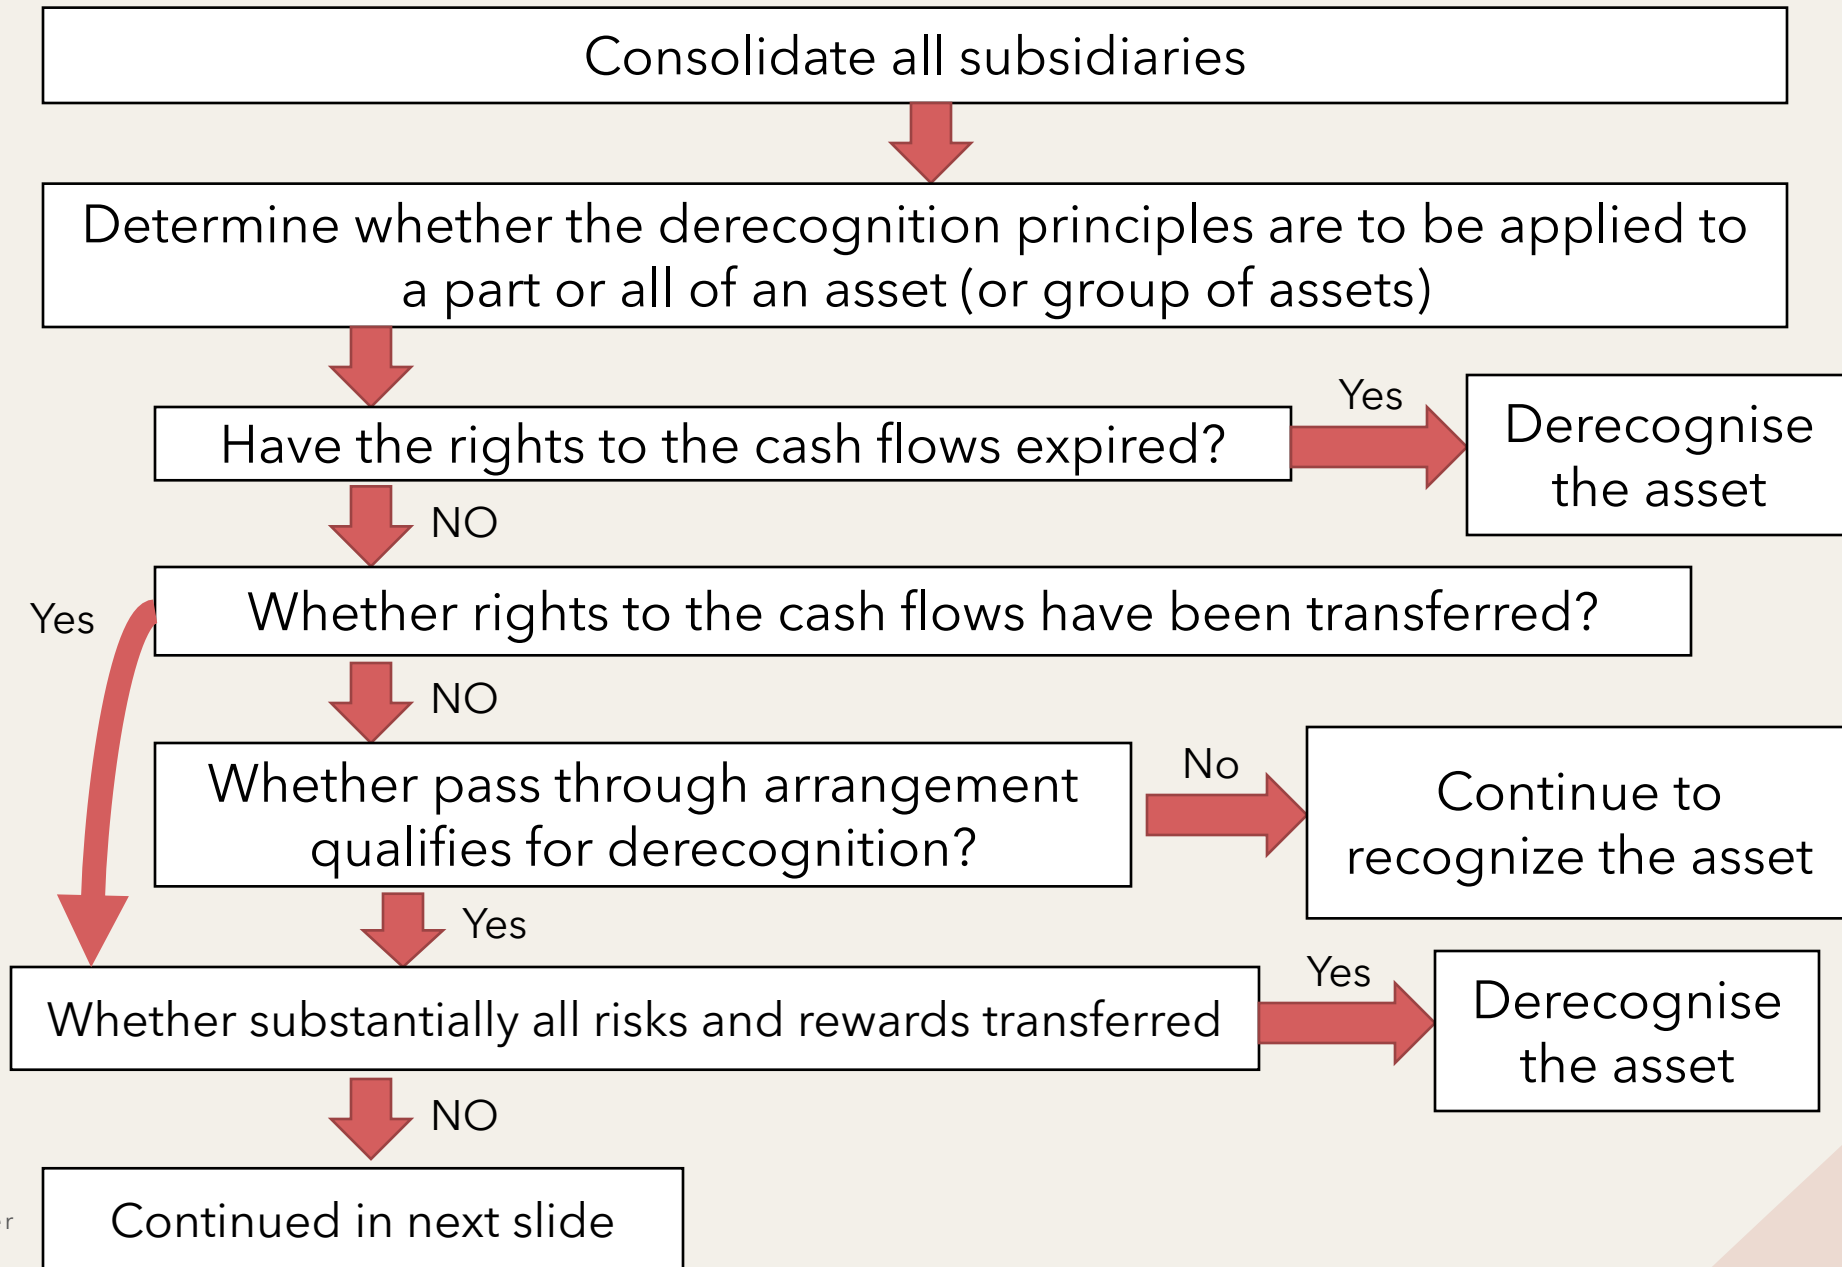 Consolidate all subsidiaries
Determine whether the derecognition principles are to be applied to
a part or all of an asset (or group of assets)
Have the rights to the cash flows expired?
Yes
Derecognise
the asset
NO
Whether rights to the cash flows have been transferred?
Yes
NO
Whether pass through arrangement
qualifies for derecognition?
No
Continue to
recognize the asset
Yes
Whether substantially all risks and rewards transferred
Yes
Derecognise
the asset
NO
Continued in next slide